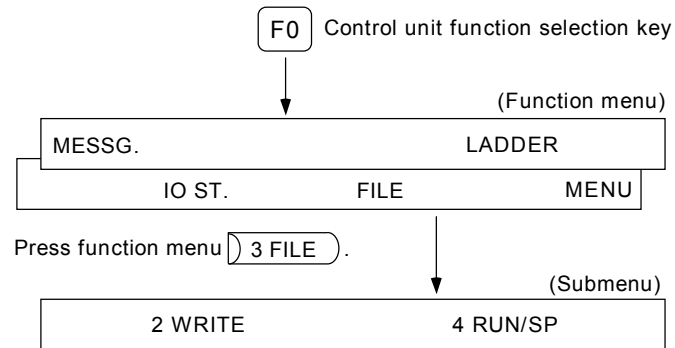 F0 Control unit function selection key
(Function menu)
MESSG. LADDER
IO ST. FILE MENU
Press function menu 3 FILE .
(Submenu)
2 WRITE 4 RUN/SP